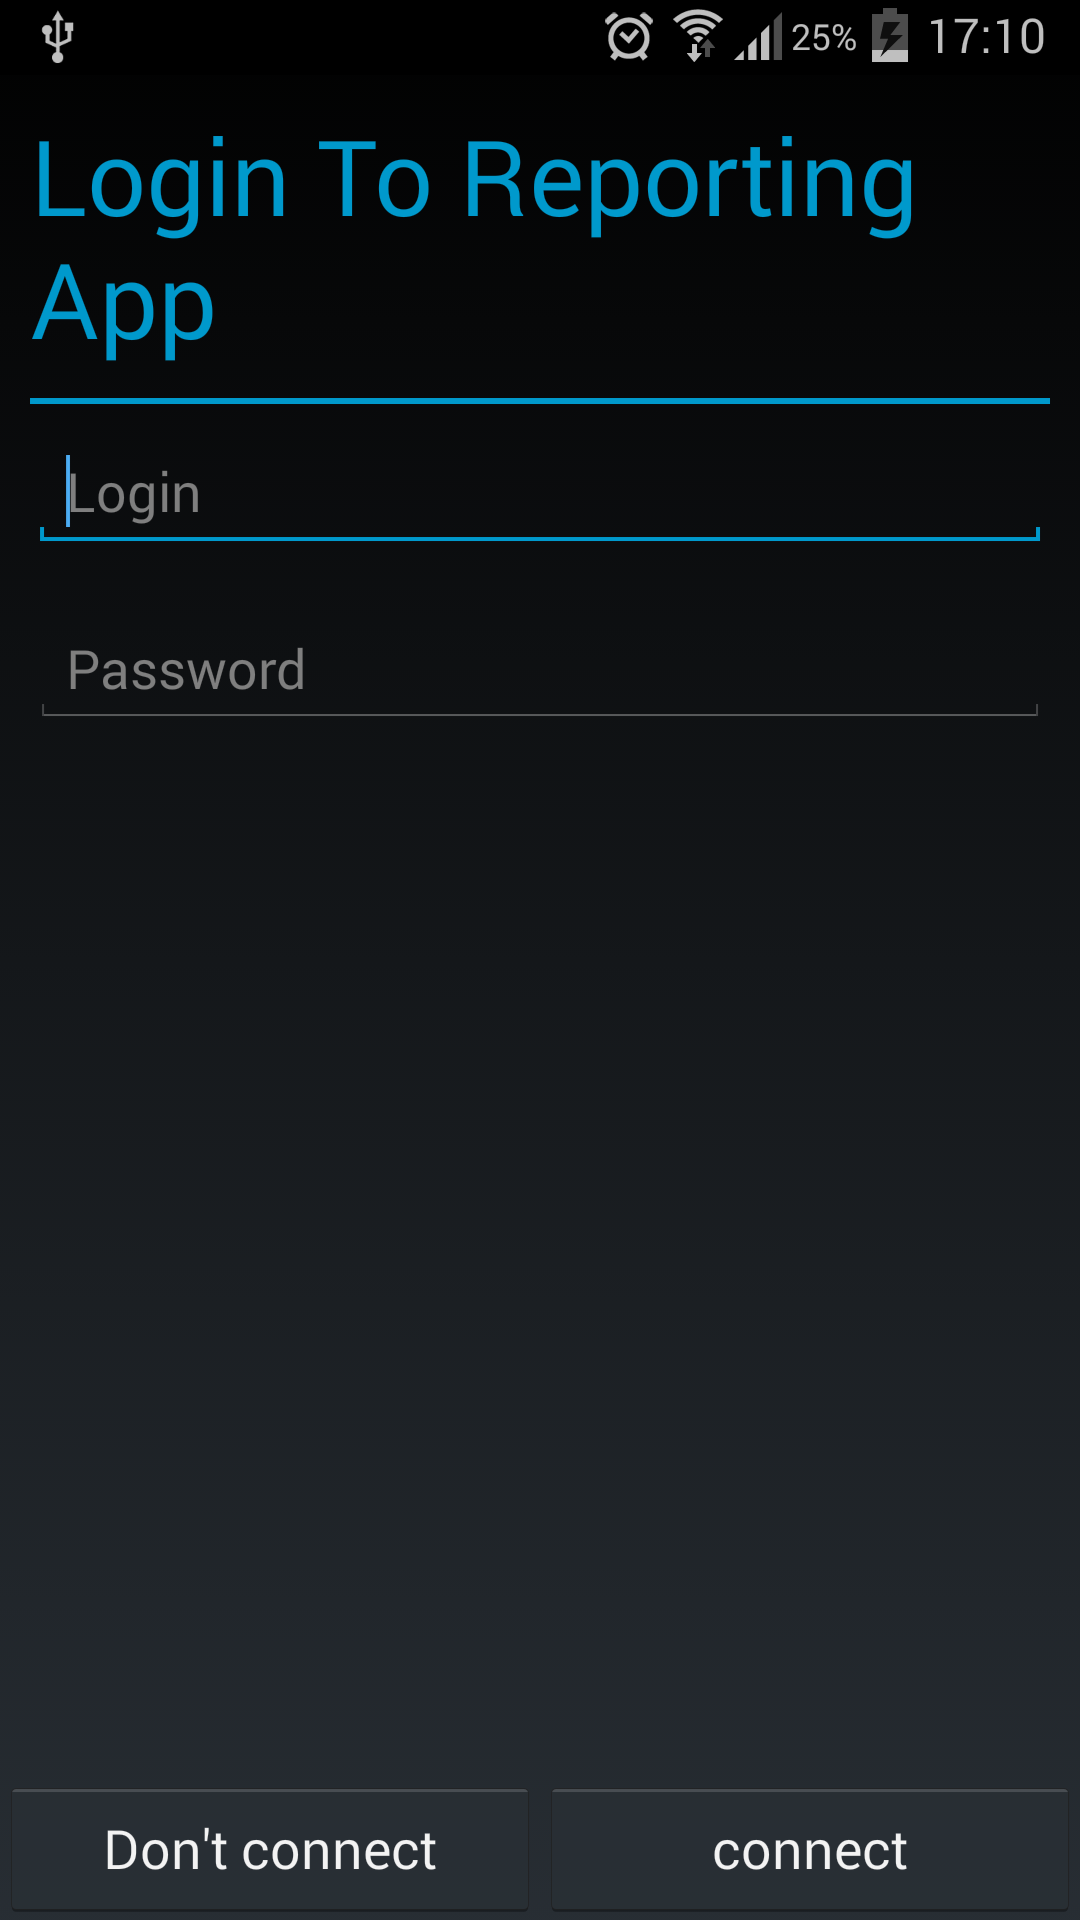 25% 17:10
Login To Reporting
App
Login
Password
Don't connect
connect